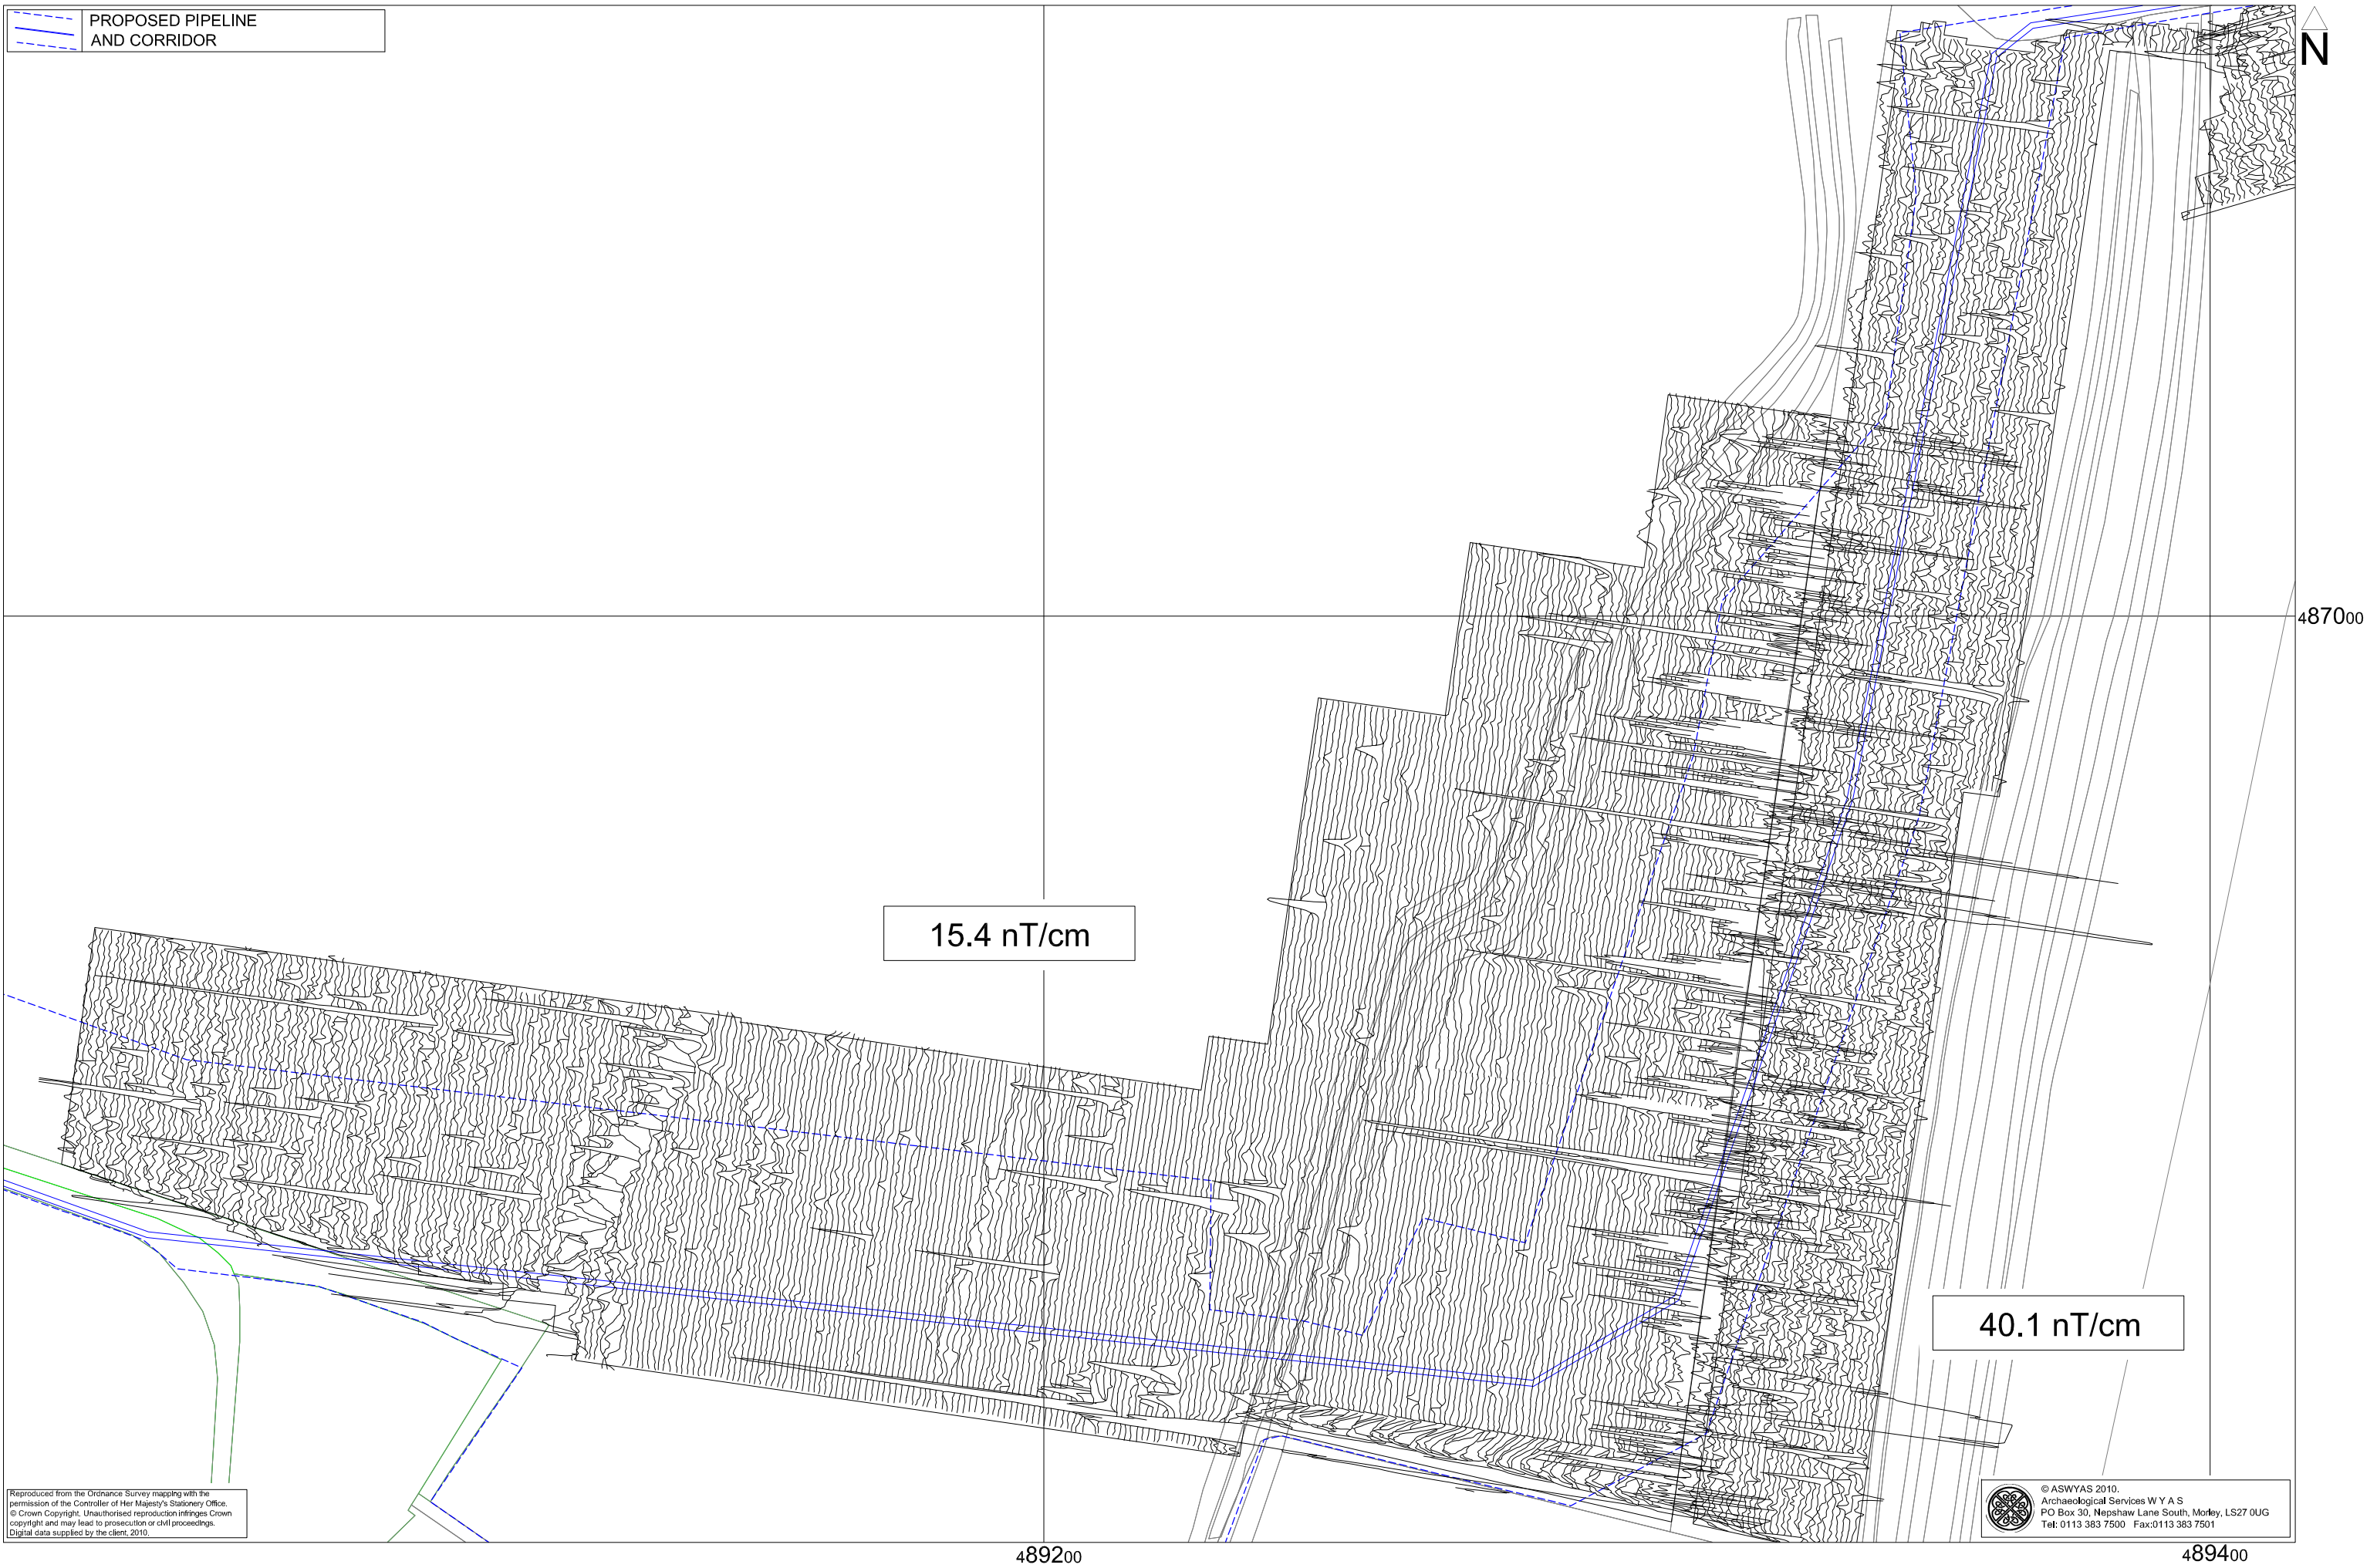 PROPOSED PIPELINE
AND CORRIDOR
N
487000
15.4 nT/cm
40.1 nT/cm
Reproduced from the Ordnance Survey mapping with the
permission of the Controller of Her Majesty's Stationery Office.
© Crown Copyright. Unauthorised reproduction infringes Crown
copyright and may lead to prosecution or civil proceedings.
Digital data supplied by the client, 2010.
© ASWYAS 2010.
Archaeological Services W Y A S
PO Box 30, Nepshaw Lane South, Morley, LS27 0UG
Tel: 0113 383 7500 Fax:0113 383 7501
489200
489400